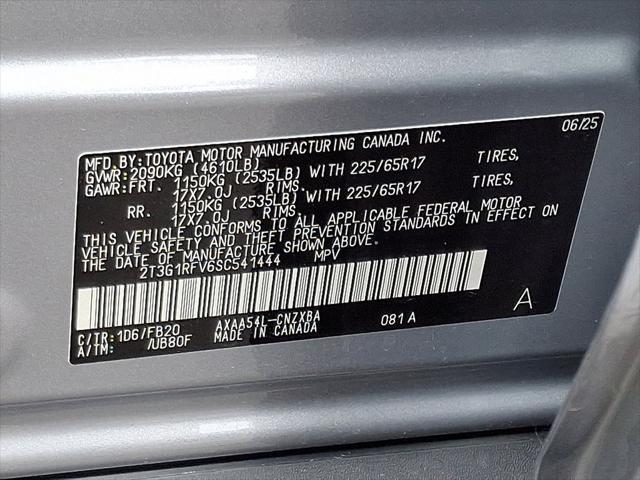 06/25
MFD.BY:TOYOTA MOTOR MANUFACTURING CANADA INC.
GVWR:2090KG (4610LB)
GAWR:FRT. 1150KG (2535LB) WITH 225/65R17 TIRES,
17X7.0J RIMS.
RR. 1150KG (2535LB) WITH 225/65R17 TIRES,
17X7.0J RIMS.
THIS VEHICLE CONFORMS TO ALL APPLICABLE FEDERAL MOTOR
VEHICLE SAFETY AND THEFT PREVENTION STANDARDS IN EFFECT ON
THE DATE OF MANUFACTURE SHOWN ABOVE.
2T3G1RFV6SC541444 MPV
A
C/TR:1D6/FB20 AXAA54L-CNZXBA 081A
A/TM: /UB80F MADE IN CANADA